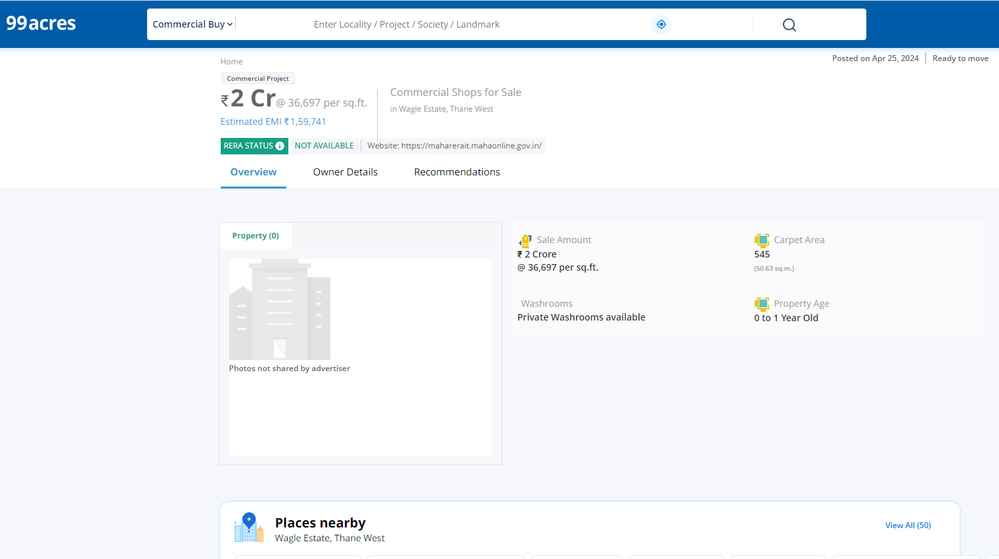 99acres
Commercial Buy
Enter Locality / Project / Society / Landmark
Home
Posted on Apr 25, 2024
Ready to move
Commercial Project
₹2 Cr@ 36,697 per sq.ft.
Estimated EMI ₹ 1,59,741
Commercial Shops for Sale
in Wagle Estate, Thane West
RERA STATUS i NOT AVAILABLE
Website: https://maharerait.mahaonline.gov.in/
Overview
Owner Details
Recommendations
Property (0)
Photos not shared by advertiser
Sale Amount
₹ 2 Crore
@ 36,697 per sq.ft.
Carpet Area
545
(50.63 sq.m.)
Washrooms
Private Washrooms available
Property Age
0 to 1 Year Old
Places nearby
Wagle Estate, Thane West
View All (50)